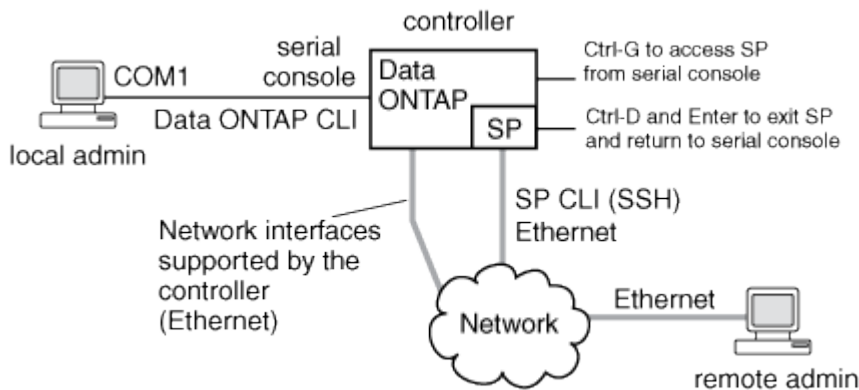 controller
serial
console
COM1
Data
ONTAP
SP
Data ONTAP CLI
local admin
Ctrl-G to access SP
from serial console
Ctrl-D and Enter to exit SP
and return to serial console
SP CLI (SSH)
Ethernet
Network interfaces
supported by the
controller
(Ethernet)
Network
Ethernet
remote admin